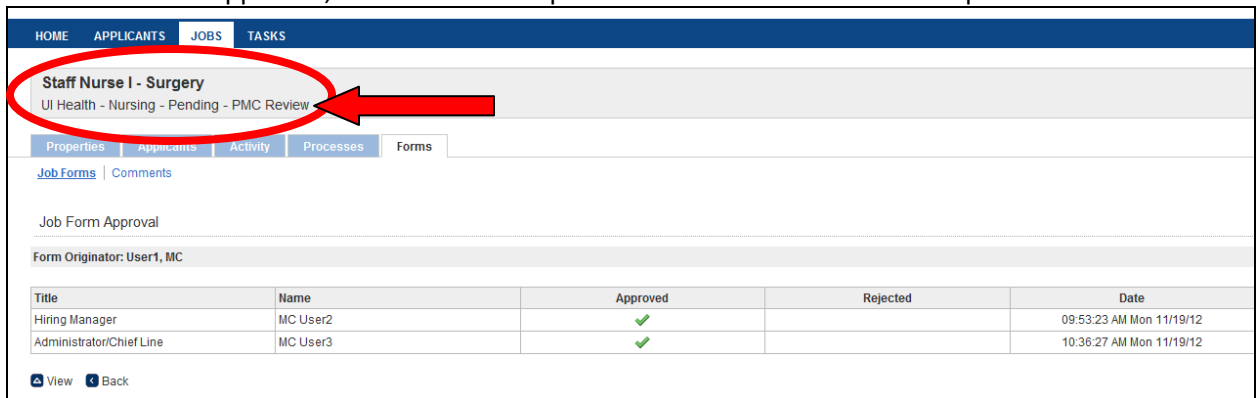 HOME APPLICANTS JOBS TASKS
Staff Nurse I - Surgery
UI Health - Nursing - Pending - PMC Review
Properties Applicants Activity Processes Forms
Job Forms | Comments
Job Form Approval
Form Originator: User1, MC
Title Name Approved Rejected Date
Hiring Manager MC User2 09:53:23 AM Mon 11/19/12
Administrator/Chief Line MC User3 10:36:27 AM Mon 11/19/12
View Back